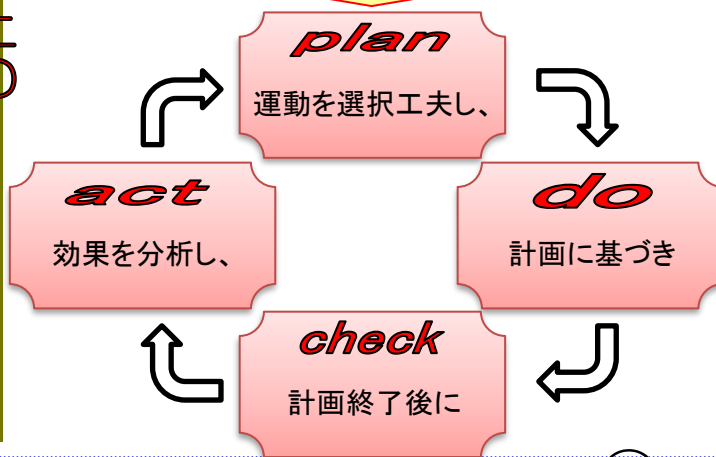 plan
運動を選択工夫し、
act
効果を分析し、
do
計画に基づき
check
計画終了後に